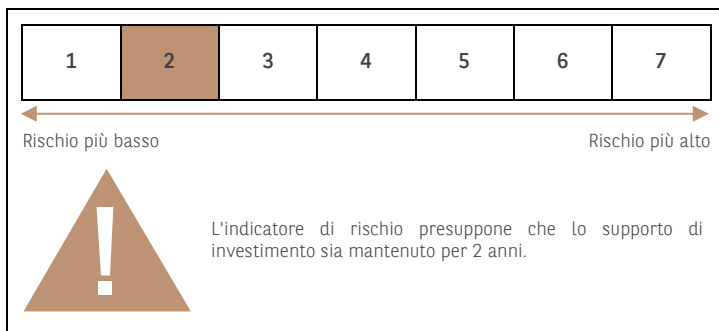 1 2 3 4 5 6 7
Rischio più basso Rischio più alto
!
L'indicatore di rischio presuppone che lo supporto di
investimento sia mantenuto per 2 anni.